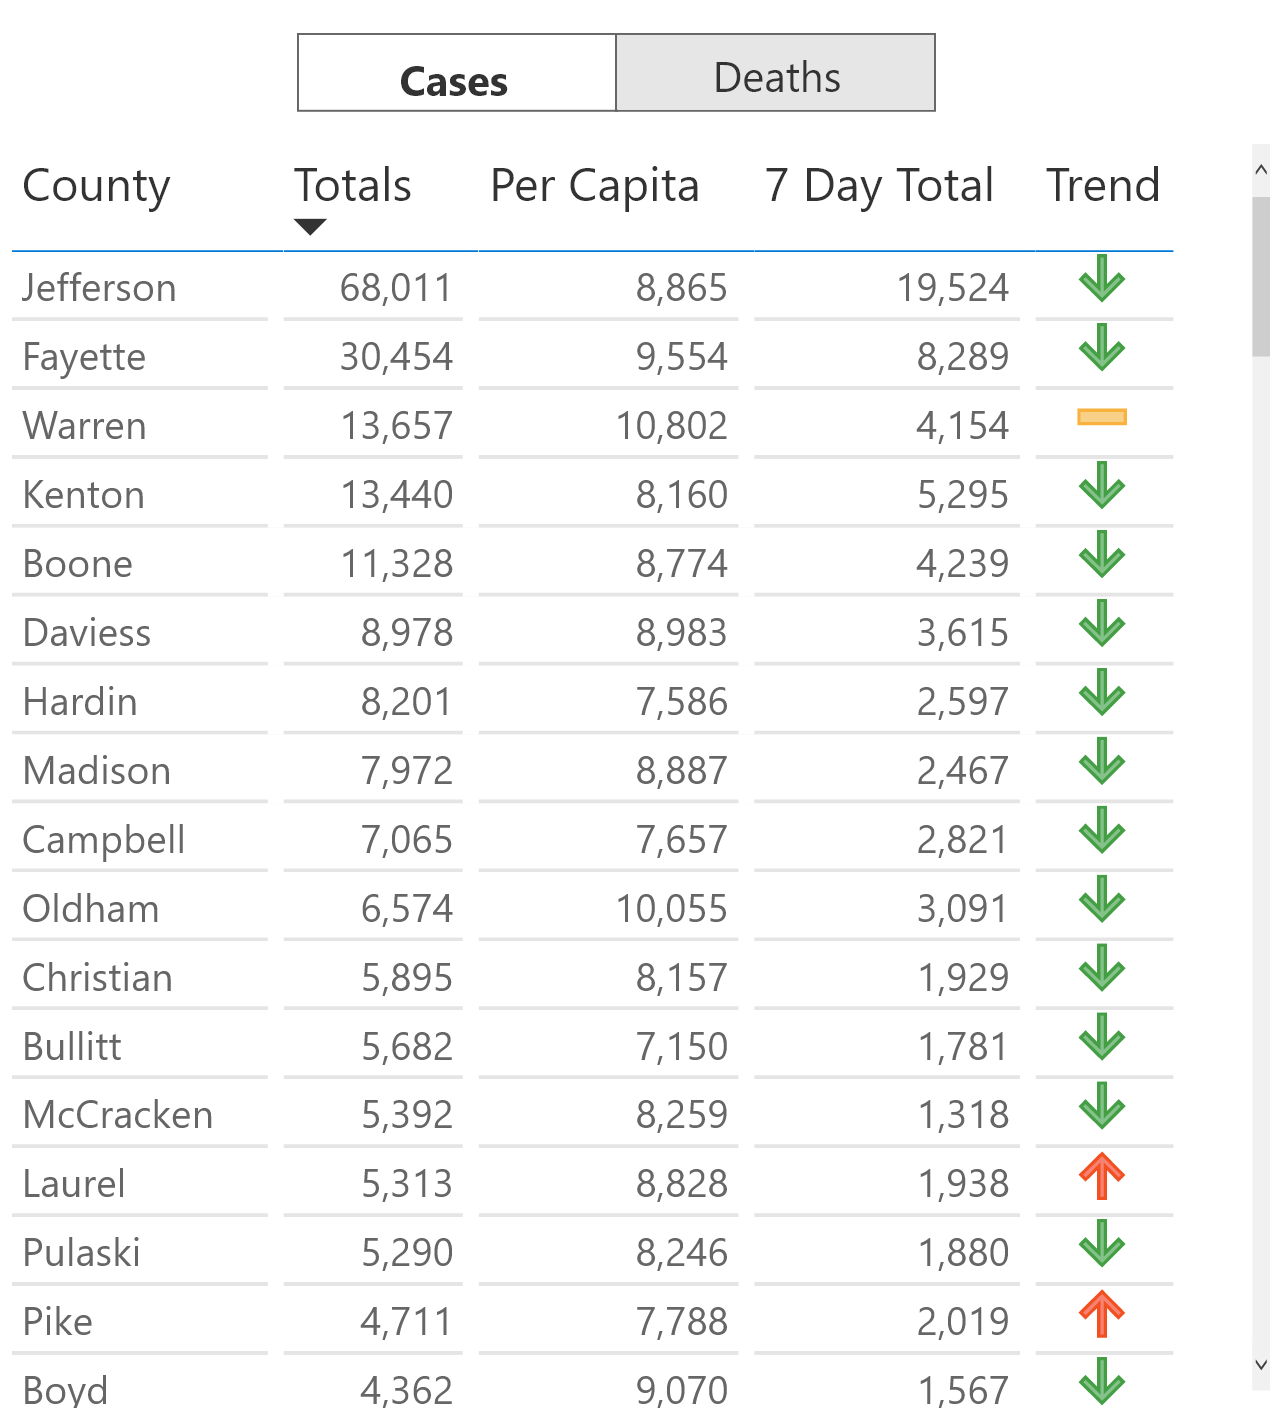 Cases Deaths
County Totals Per Capita 7 Day Total Trend
Jefferson 68,011 8,865 19,524
Fayette 30,454 9,554 8,289
Warren 13,657 10,802 4,154
Kenton 13,440 8,160 5,295
Boone 11,328 8,774 4,239
Daviess 8,978 8,983 3,615
Hardin 8,201 7,586 2,597
Madison 7,972 8,887 2,467
Campbell 7,065 7,657 2,821
Oldham 6,574 10,055 3,091
Christian 5,895 8,157 1,929
Bullitt 5,682 7,150 1,781
McCracken 5,392 8,259 1,318
Laurel 5,313 8,828 1,938
Pulaski 5,290 8,246 1,880
Pike 4,711 7,788 2,019
Boyd 4,362 9,070 1,567